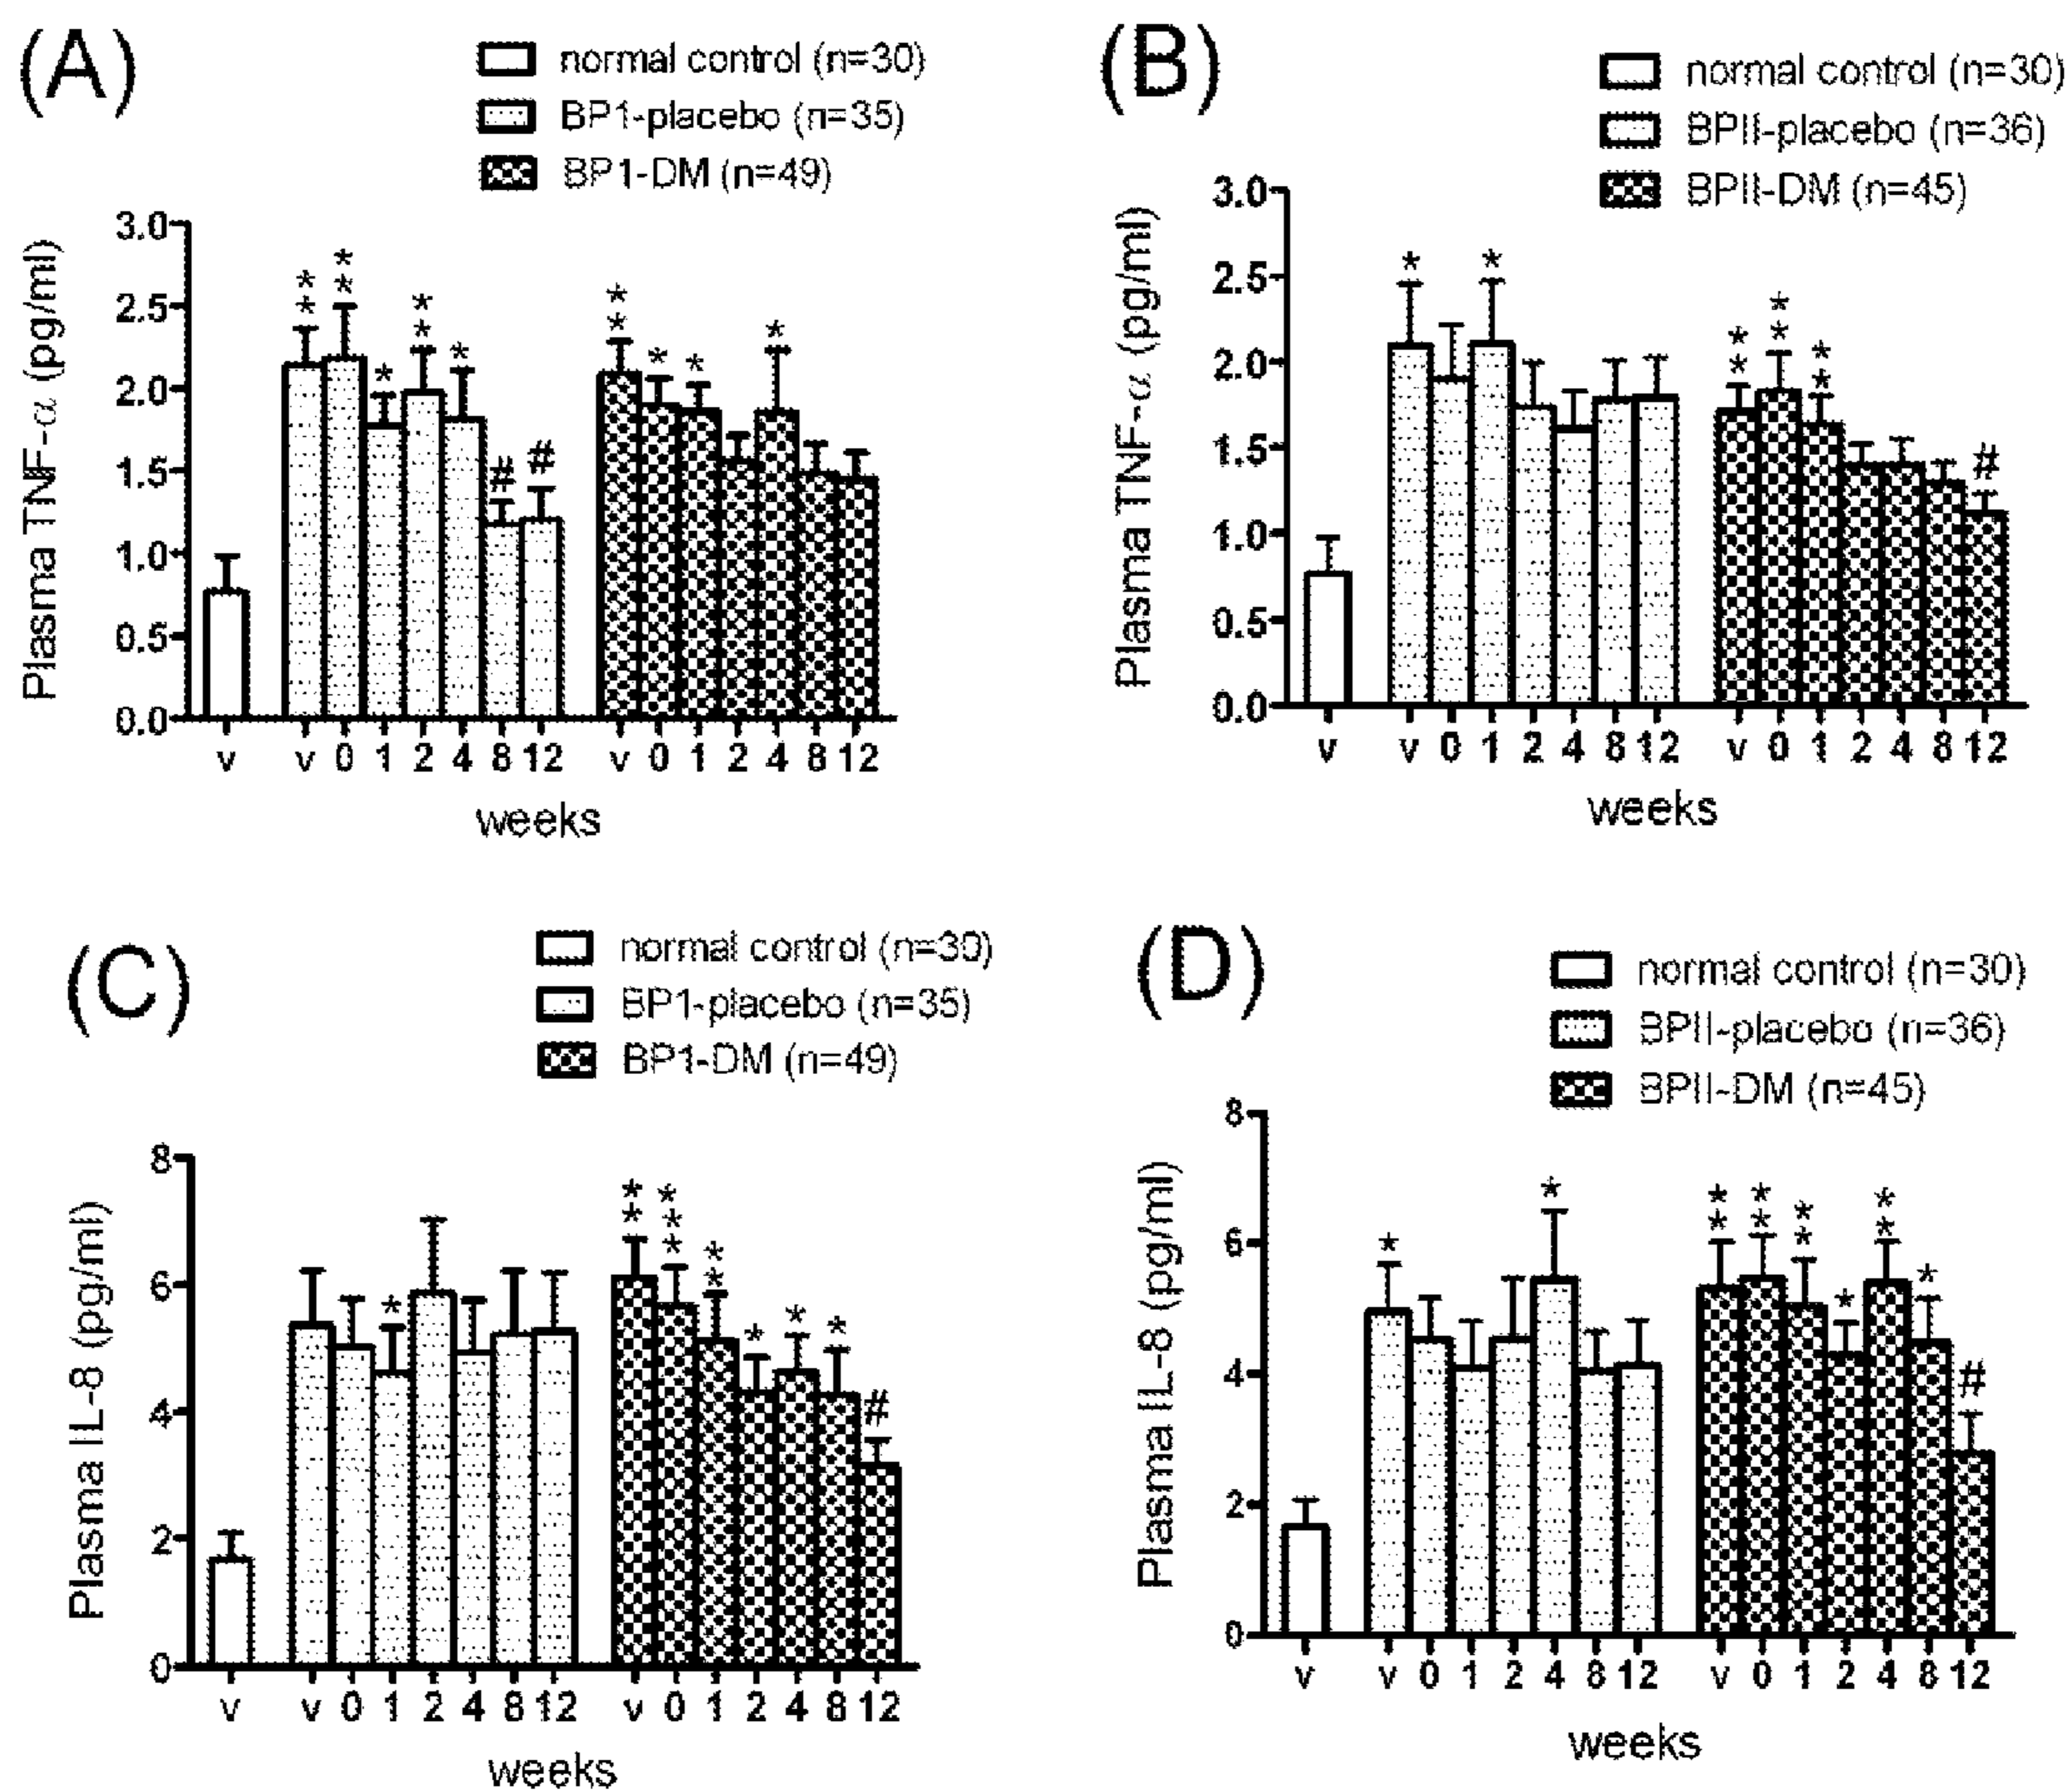 (A)
normal control (n=30)
BP1-placebo (n=35)
BP1-DM (n=49)
Plasma TNF-α (pg/ml)
3.0
2.5
2.0
1.5
1.0
0.5
0.0
** ** * ** * # # ** * * *
v v 0 1 2 4 8 12 v 0 1 2 4 8 12
weeks
(B)
normal control (n=30)
BPII-placebo (n=36)
BPII-DM (n=45)
Plasma TNF-α (pg/ml)
3.0
2.5
2.0
1.5
1.0
0.5
0.0
* * ** ** ** #
v v 0 1 2 4 8 12 v 0 1 2 4 8 12
weeks
(C)
normal control (n=30)
BP1-placebo (n=35)
BP1-DM (n=49)
Plasma IL-8 (pg/ml)
8
6
4
2
0
* ** *** ** * * * #
v v 0 1 2 4 8 12 v 0 1 2 4 8 12
weeks
(D)
normal control (n=30)
BPII-placebo (n=36)
BPII-DM (n=45)
Plasma IL-8 (pg/ml)
8
6
4
2
0
* * ** ** ** * ** * #
v v 0 1 2 4 8 12 v 0 1 2 4 8 12
weeks